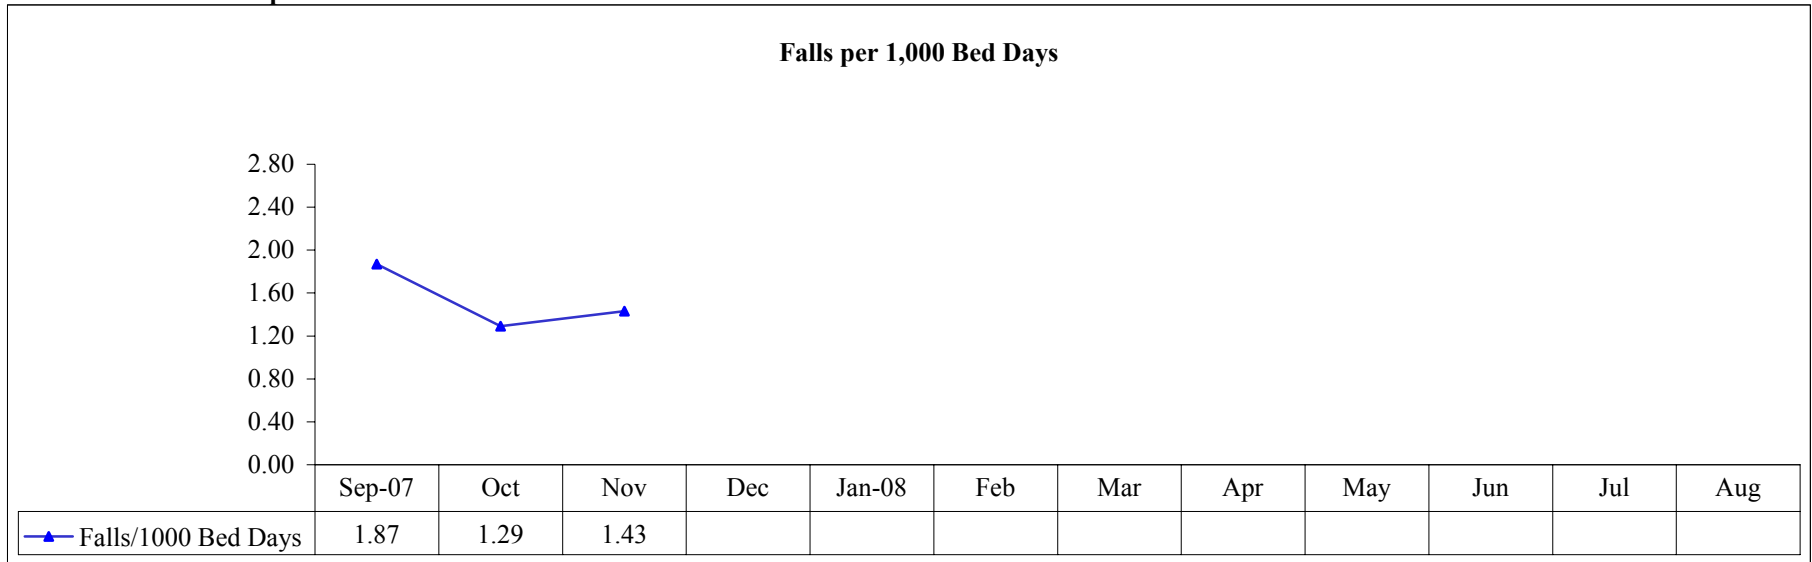 Falls per 1,000 Bed Days
2.80
2.40
2.00
1.60
1.20
0.80
0.40
0.00
Sep-07 Oct Nov Dec Jan-08 Feb Mar Apr May Jun Jul Aug
Falls/1000 Bed Days 1.87 1.29 1.43